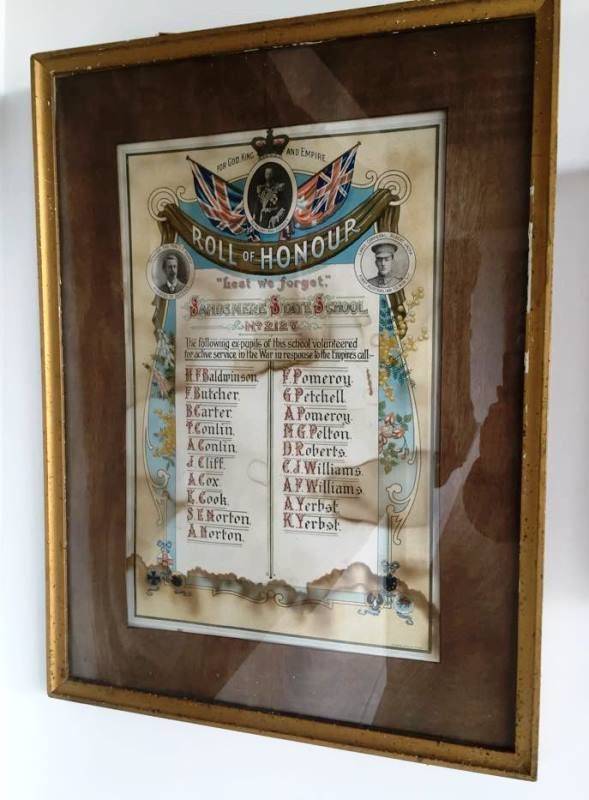 FOR GOD, KING AND EMPIRE
ROLL OF HONOUR
"Lest we forget."
SANDSMERE STATE SCHOOL
No 2127
The following ex-pupils of this school volunteered
for active service in the War in response to the Empires call:-
H.F Baldwinson.
F. Butcher.
B. Carter.
T. Conlin.
A. Conlin.
J. Cliff.
A. Cox.
E. Cook.
S.E. Norton.
A. Norton.
F. Pomeroy.
G. Petchell.
A. Pomeroy.
M.G. Pelton.
D. Roberts.
C.J. Williams.
A.F. Williams.
A. Yerbst.
K. Yerbst.